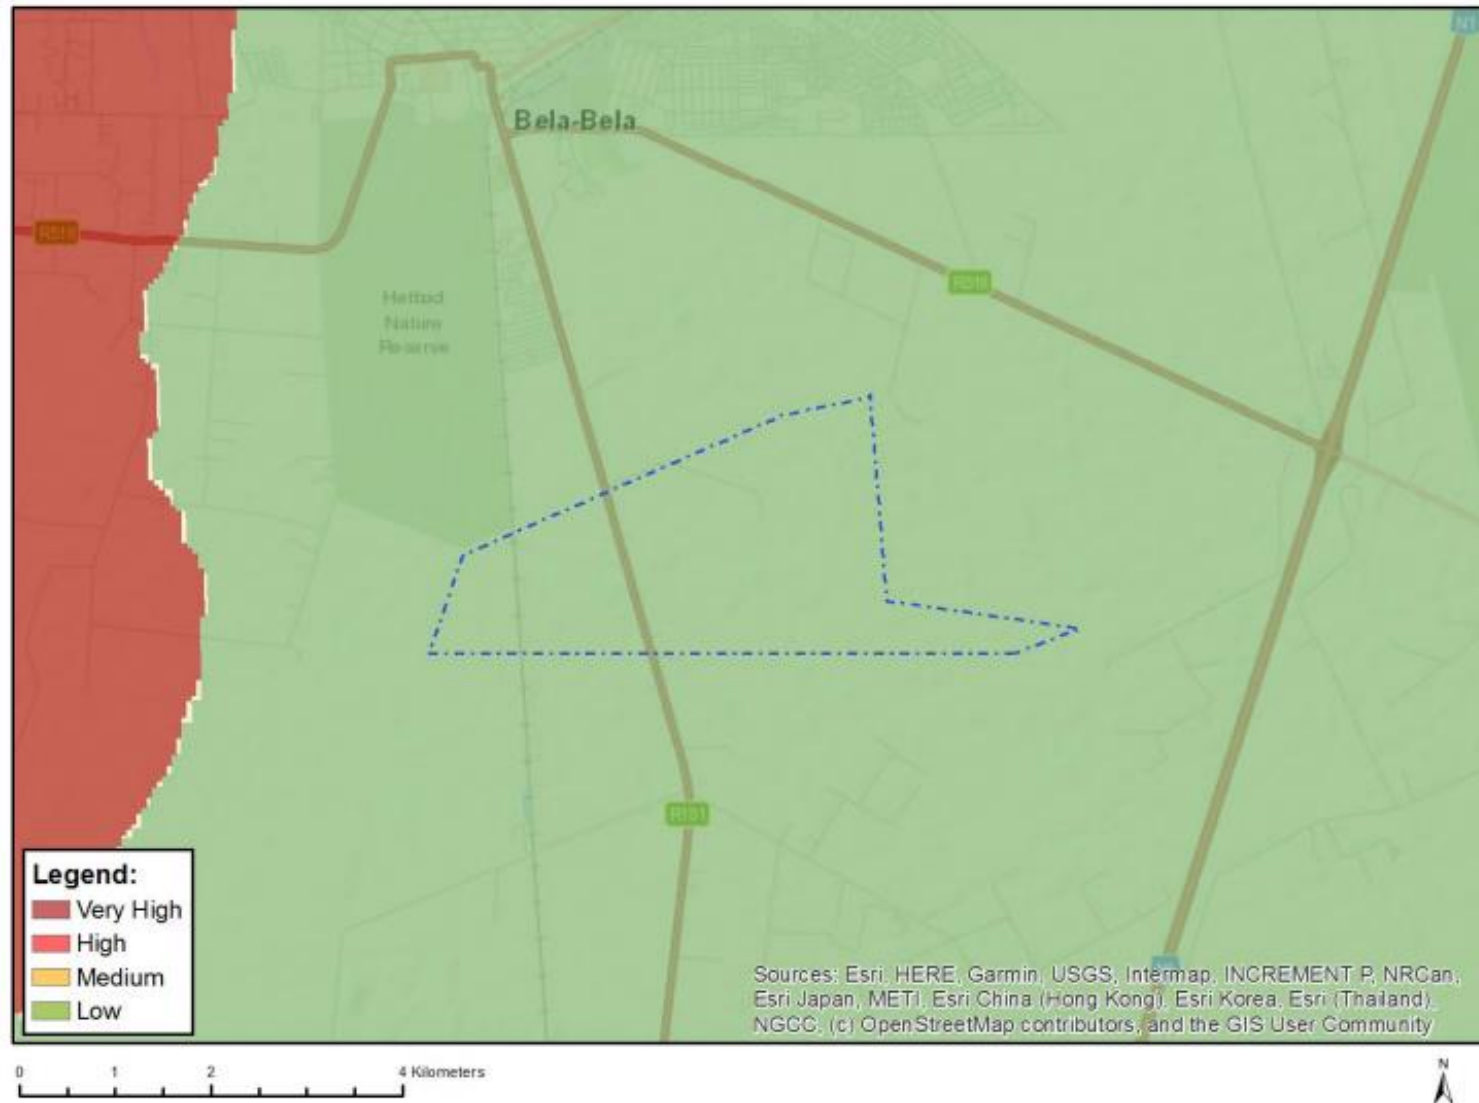 N1
Bela-Bela
R516
R516
Nature
Reserve
R101
Legend:
Very High
High
Medium
Low
Sources: Esri, HERE, Garmin, USGS, Intermap, INCREMENT P, NRCan,
Esri Japan, METI, Esri China (Hong Kong), Esri Korea, Esri (Thailand),
NGCC, (c) OpenStreetMap contributors, and the GIS User Community
0 1 2 4 Kilometers
N